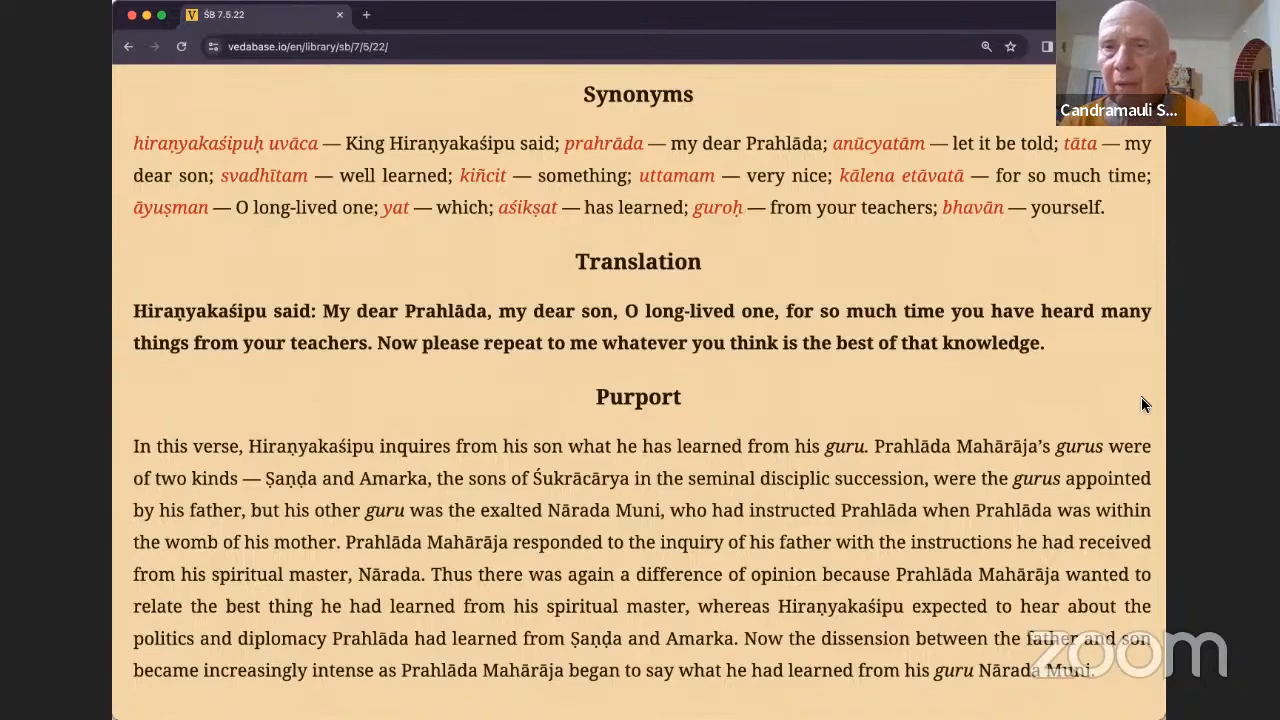 ŚB 7.5.22
vedabase.io/en/library/sb/7/5/22/
Candramauli S...
Synonyms
hiraṇyakaśipuḥ uvāca — King Hiraṇyakaśipu said; prahrāda — my dear Prahlāda; anūcyatām — let it be told; tāta — my
dear son; svadhītam — well learned; kiñcit — something; uttamam — very nice; kālena etāvatā — for so much time;
āyuṣman — O long-lived one; yat — which; aśikṣat — has learned; guroḥ — from your teachers; bhavān — yourself.
Translation
Hiraṇyakaśipu said: My dear Prahlāda, my dear son, O long-lived one, for so much time you have heard many
things from your teachers. Now please repeat to me whatever you think is the best of that knowledge.
Purport
In this verse, Hiraṇyakaśipu inquires from his son what he has learned from his guru. Prahlāda Mahārāja’s gurus were
of two kinds — Ṣaṇḍa and Amarka, the sons of Śukrācārya in the seminal disciplic succession, were the gurus appointed
by his father, but his other guru was the exalted Nārada Muni, who had instructed Prahlāda when Prahlāda was within
the womb of his mother. Prahlāda Mahārāja responded to the inquiry of his father with the instructions he had received
from his spiritual master, Nārada. Thus there was again a difference of opinion because Prahlāda Mahārāja wanted to
relate the best thing he had learned from his spiritual master, whereas Hiraṇyakaśipu expected to hear about the
politics and diplomacy Prahlāda had learned from Ṣaṇḍa and Amarka. Now the dissension between the father and son
became increasingly intense as Prahlāda Mahārāja began to say what he had learned from his guru Nārada Muni.
zoom